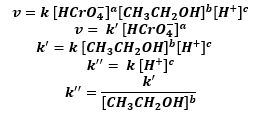 v = k [HCrO₄⁻]ᵃ[CH₃CH₂OH]ᵇ[H⁺]ᶜ
v = k′ [HCrO₄⁻]ᵃ
k′ = k [CH₃CH₂OH]ᵇ[H⁺]ᶜ
k″ = k [H⁺]ᶜ
k″ = k′ / [CH₃CH₂OH]ᵇ